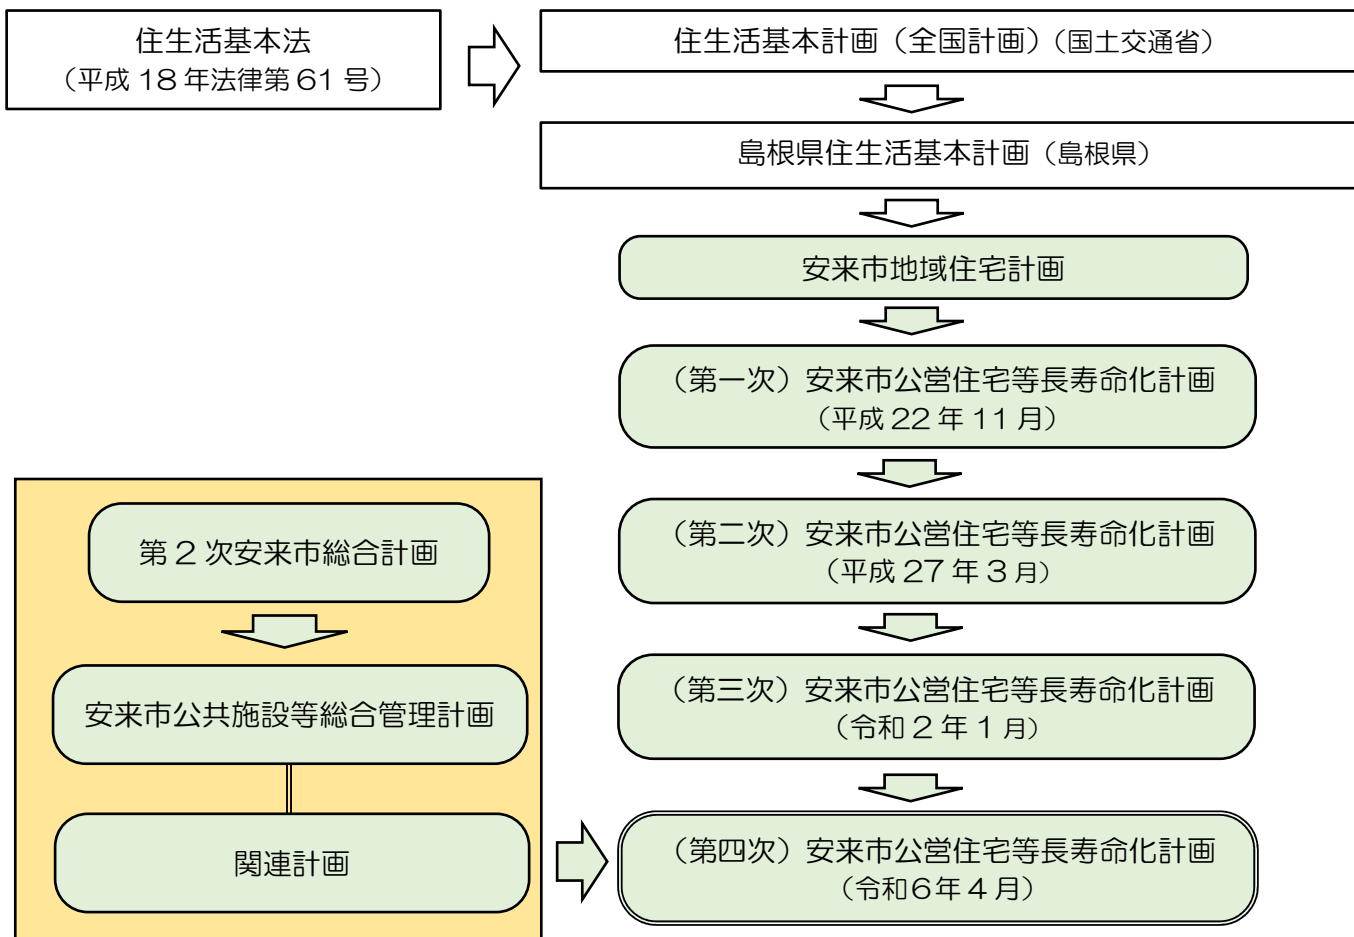 住生活基本法
（平成 18 年法律第 61 号）
住生活基本計画（全国計画）（国土交通省）
島根県住生活基本計画（島根県）
安来市地域住宅計画
（第一次）安来市公営住宅等長寿命化計画
（平成 22 年 11 月）
（第二次）安来市公営住宅等長寿命化計画
（平成 27 年 3 月）
（第三次）安来市公営住宅等長寿命化計画
（令和 2 年 1 月）
（第四次）安来市公営住宅等長寿命化計画
（令和6年 4 月）
第 2 次安来市総合計画
安来市公共施設等総合管理計画
関連計画